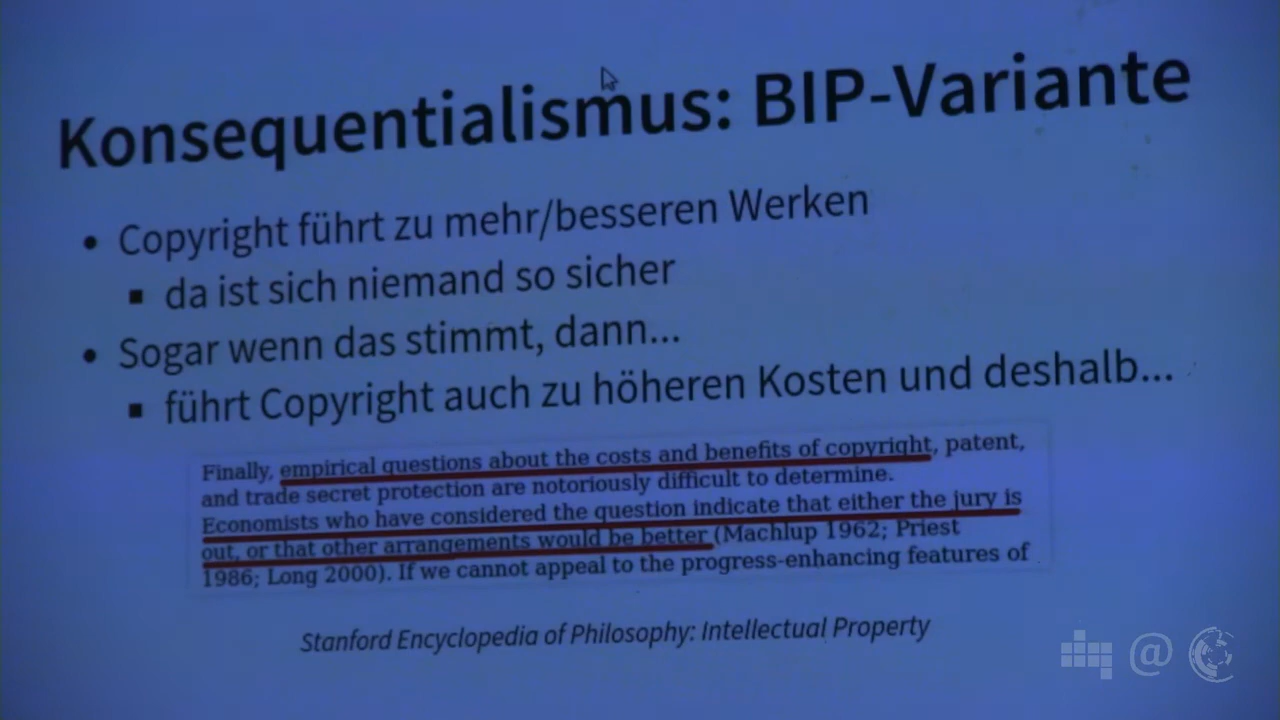 Konsequentialismus: BIP-Variante
• Copyright führt zu mehr/besseren Werken
▪ da ist sich niemand so sicher
• Sogar wenn das stimmt, dann...
▪ führt Copyright auch zu höheren Kosten und deshalb...
Finally, empirical questions about the costs and benefits of copyright, patent,
and trade secret protection are notoriously difficult to determine.
Economists who have considered the question indicate that either the jury is
out, or that other arrangements would be better (Machlup 1962; Priest
1986; Long 2000). If we cannot appeal to the progress-enhancing features of
Stanford Encyclopedia of Philosophy: Intellectual Property
@